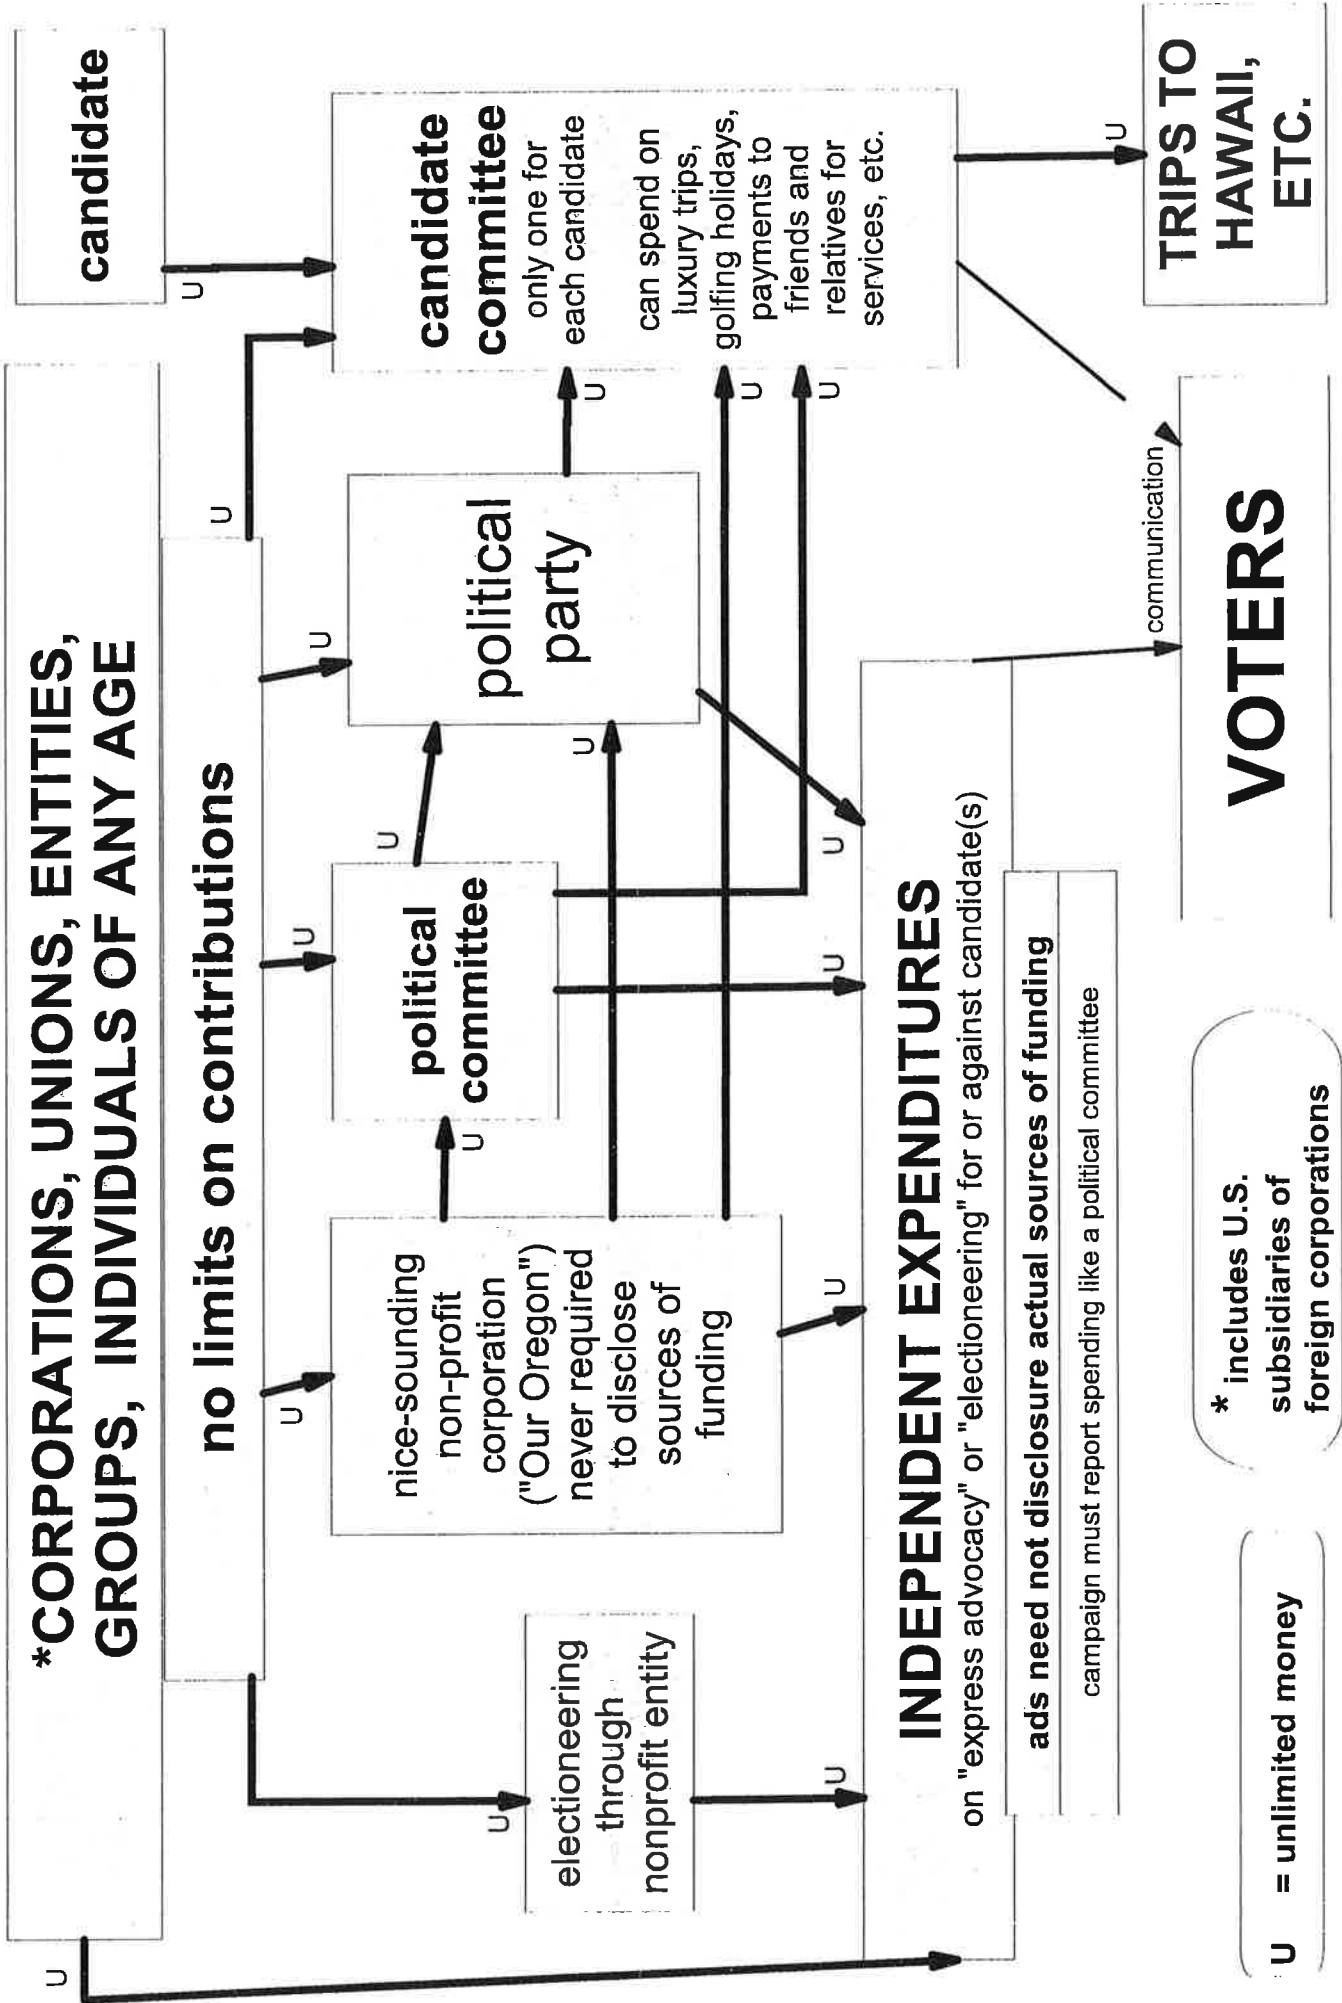 *CORPORATIONS, UNIONS, ENTITIES,
GROUPS, INDIVIDUALS OF ANY AGE
candidate
no limits on contributions
U
U
U
U
U
U
U
electioneering
through
nonprofit entity
nice-sounding
non-profit
corporation
("Our Oregon")
never required
to disclose
sources of
funding
political
committee
political
party
candidate
committee
only one for
each candidate
can spend on
luxury trips,
golfing holidays,
payments to
friends and
relatives for
services, etc.
U
U
U
U
U
U
U
U
U
U
U
INDEPENDENT EXPENDITURES
on "express advocacy" or "electioneering" for or against candidate(s)
ads need not disclosure actual sources of funding
campaign must report spending like a political committee
communication
VOTERS
TRIPS TO
HAWAII,
ETC.
U = unlimited money
* includes U.S.
subsidiaries of
foreign corporations